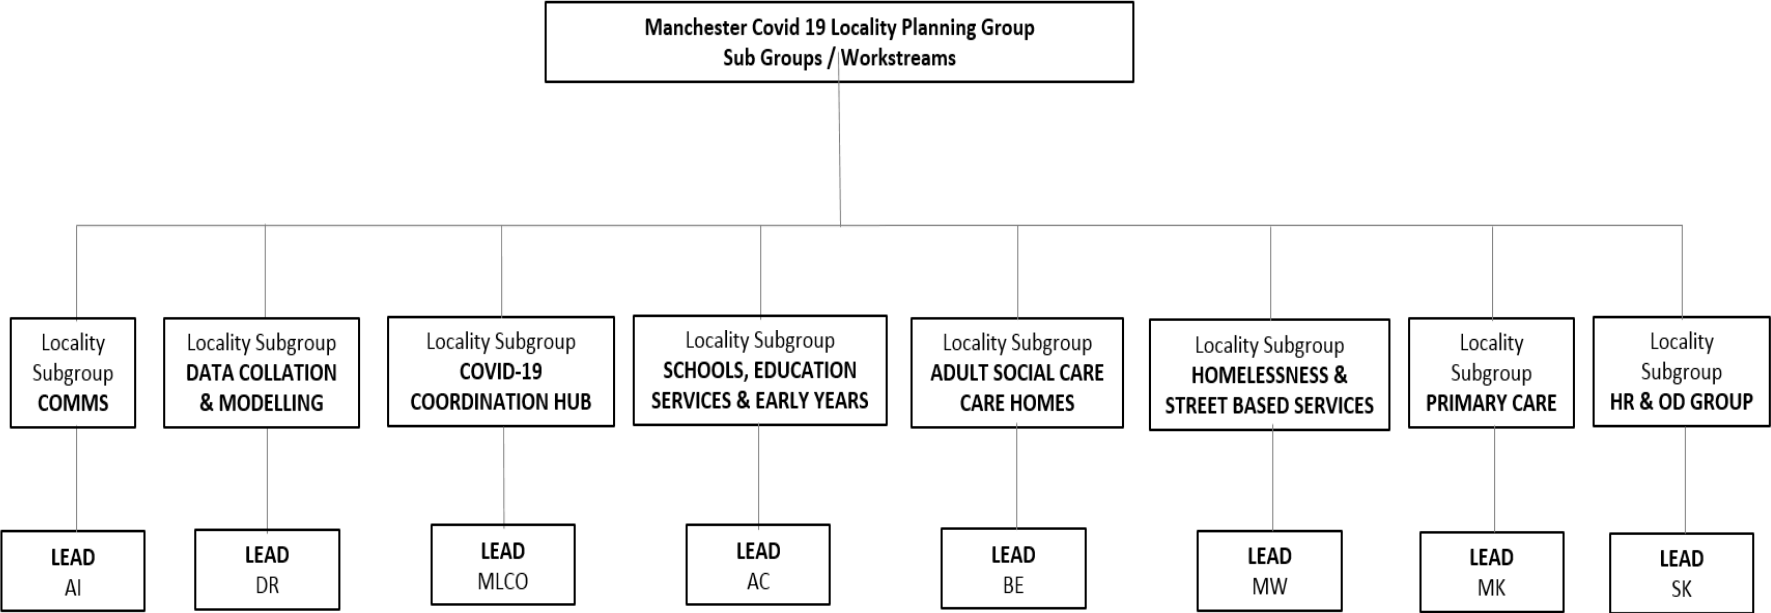 Manchester Covid 19 Locality Planning Group
Sub Groups / Workstreams
Locality
Subgroup
COMMS
Locality Subgroup
DATA COLLATION
& MODELLING
Locality Subgroup
COVID-19
COORDINATION HUB
Locality Subgroup
SCHOOLS, EDUCATION
SERVICES & EARLY YEARS
Locality Subgroup
ADULT SOCIAL CARE
CARE HOMES
Locality Subgroup
HOMELESSNESS &
STREET BASED SERVICES
Locality
Subgroup
PRIMARY CARE
Locality
Subgroup
HR & OD GROUP
LEAD
AI
LEAD
DR
LEAD
MLCO
LEAD
AC
LEAD
BE
LEAD
MW
LEAD
MK
LEAD
SK